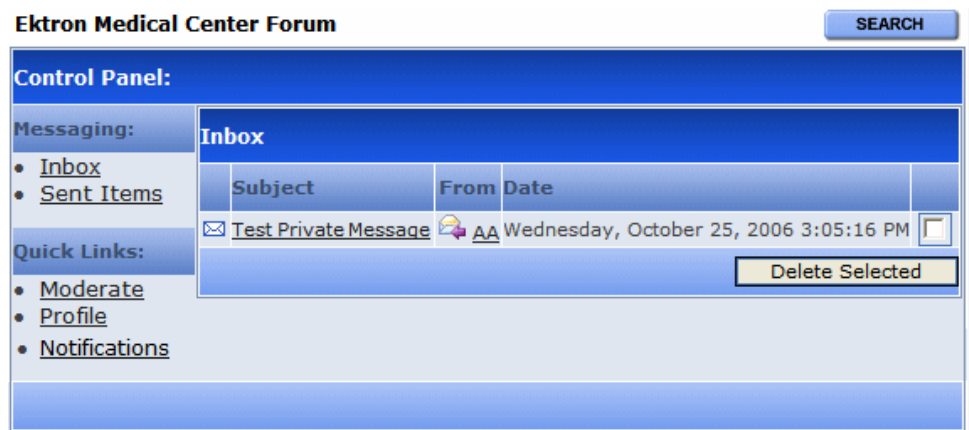 Ektron Medical Center Forum
SEARCH
Control Panel:
Messaging:
Inbox
Sent Items
Quick Links:
Moderate
Profile
Notifications
Inbox
Subject From Date
Test Private Message AA Wednesday, October 25, 2006 3:05:16 PM
Delete Selected